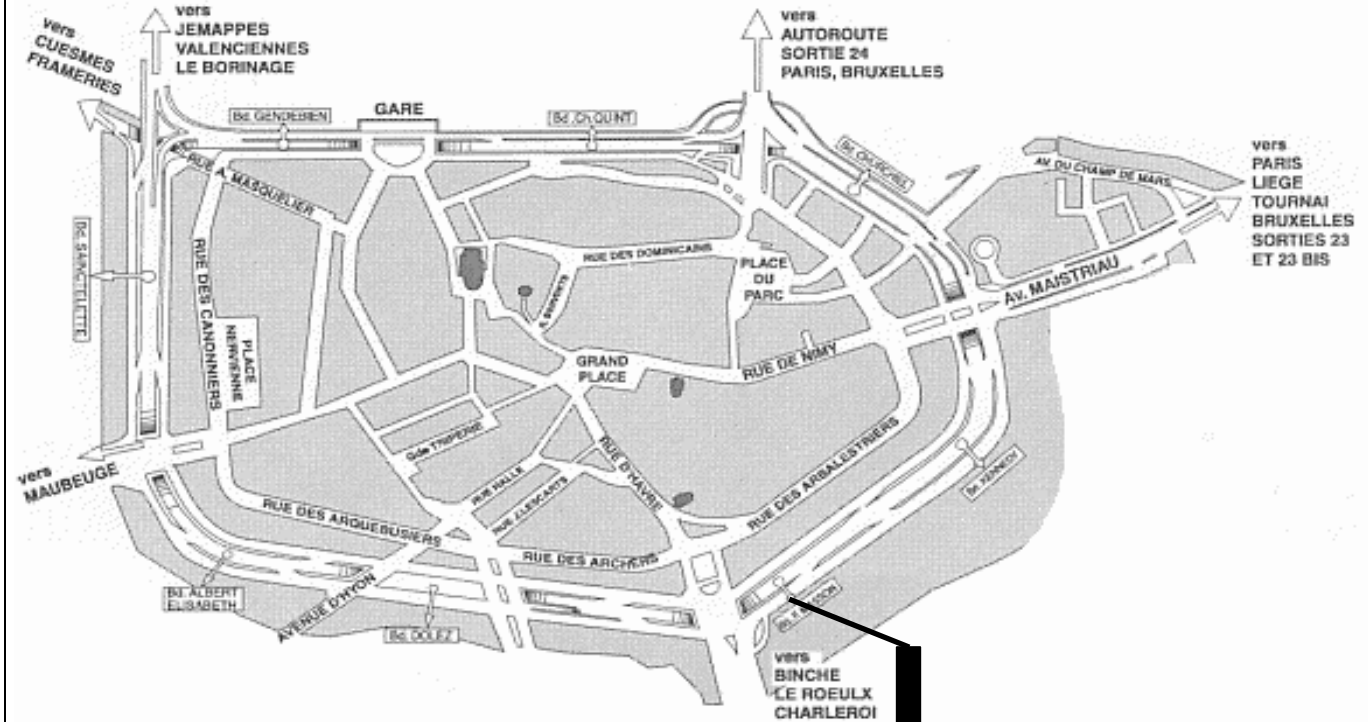 vers
JEMAPPES
VALENCIENNES
LE BORINAGE
vers
CUESMES
FRAMERIES
vers
AUTOROUTE
SORTIE 24
PARIS, BRUXELLES
Bd. GENDEBIEN
GARE
Bd. Ch.QUINT
Bd. CHURCHILL
AV. DU CHAMP DE MARS
vers
PARIS
LIEGE
TOURNAI
BRUXELLES
SORTIES 23
ET 23 BIS
RUE A. MASQUELIER
Bd. SAINCTELETTE
RUE DES CANONNIERS
PLACE
NERVIENNE
RUE DES DOMINICAINS
PLACE
DU
PARC
Av. MAISTRIAU
GRAND
PLACE
RUE DE NIMY
Gde TRIPERIE
RUE D'HAVRE
RUE DES ARBALESTRIERS
Bd. KENNEDY
vers
MAUBEUGE
RUE HALLE
RUE J.LESCARTS
RUE DES ARQUEBUSIERS
RUE DES ARCHERS
Bd. ALBERT
ELISABETH
AVENUE D'HYON
Bd. DOLEZ
vers
BINCHE
LE ROEULX
CHARLEROI